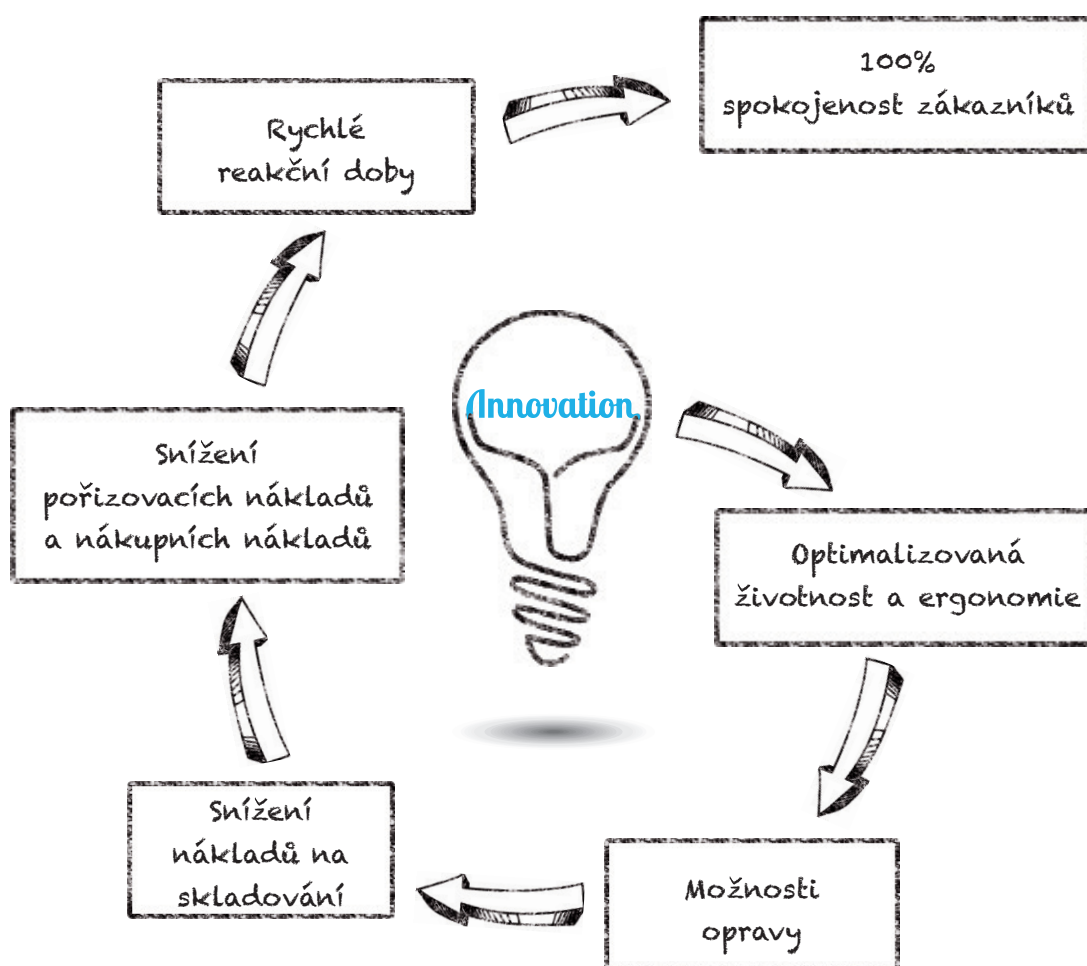 Annovation
Optimalizovaná
životnost a ergonomie
Možnosti
opravy
Snížení
nákladů na
skladování
Snížení
pořizovacích nákladů
a nákupních nákladů
Rychlé
reakční doby
100%
spokojenost zákazníků